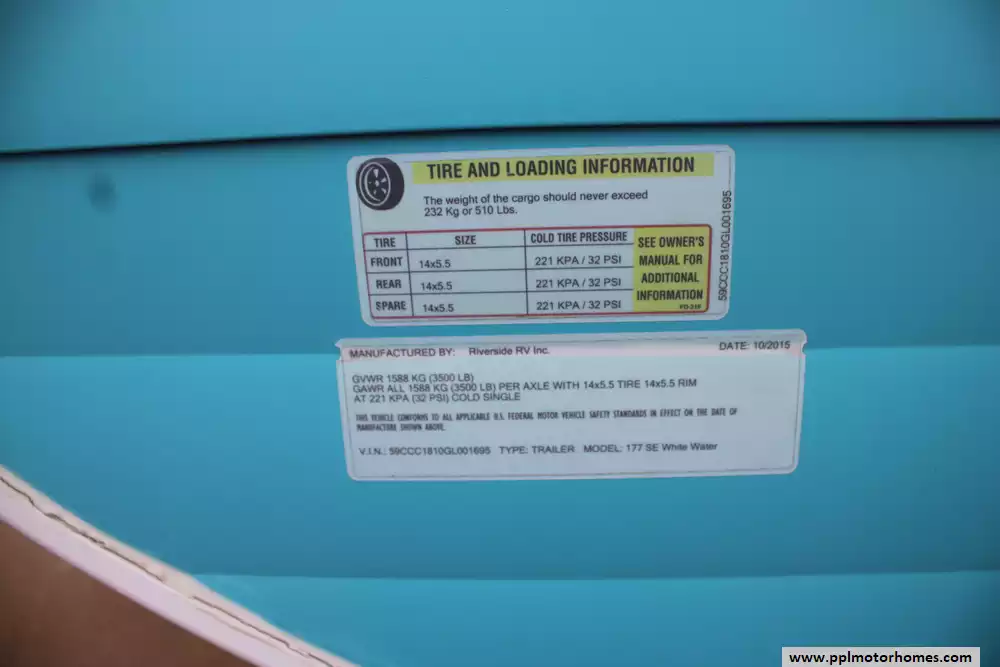 TIRE AND LOADING INFORMATION
The weight of the cargo should never exceed
232 Kg or 510 Lbs.
TIRE SIZE COLD TIRE PRESSURE
FRONT 14x5.5 221 KPA / 32 PSI
REAR 14x5.5 221 KPA / 32 PSI
SPARE 14x5.5 221 KPA / 32 PSI
SEE OWNER'S
MANUAL FOR
ADDITIONAL
INFORMATION
59CCC1810GL001695
MANUFACTURED BY: Riverside RV Inc. DATE: 10/2015
GVWR 1588 KG (3500 LB)
GAWR ALL 1588 KG (3500 LB) PER AXLE WITH 14x5.5 TIRE 14x5.5 RIM
AT 221 KPA (32 PSI) COLD SINGLE
THIS VEHICLE CONFORMS TO ALL APPLICABLE U.S. FEDERAL MOTOR VEHICLE SAFETY STANDARDS IN EFFECT ON THE DATE OF
MANUFACTURE SHOWN ABOVE.
V.I.N.: 59CCC1810GL001695 TYPE: TRAILER MODEL: 177 SE White Water
www.pplmotorhomes.com